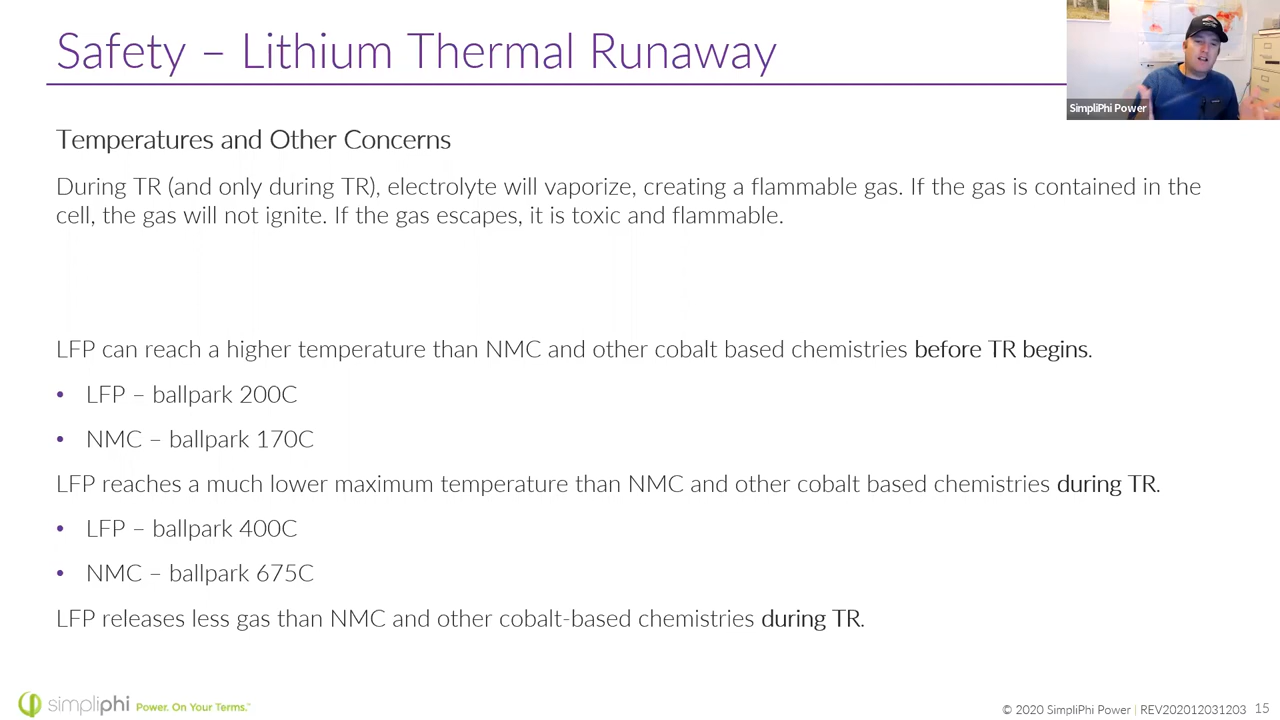 Safety – Lithium Thermal Runaway
SimpliPhi Power
Temperatures and Other Concerns
During TR (and only during TR), electrolyte will vaporize, creating a flammable gas. If the gas is contained in the
cell, the gas will not ignite. If the gas escapes, it is toxic and flammable.
LFP can reach a higher temperature than NMC and other cobalt based chemistries before TR begins.
• LFP – ballpark 200C
• NMC – ballpark 170C
LFP reaches a much lower maximum temperature than NMC and other cobalt based chemistries during TR.
• LFP – ballpark 400C
• NMC – ballpark 675C
LFP releases less gas than NMC and other cobalt-based chemistries during TR.
simpliphi Power. On Your Terms.™
© 2020 SimpliPhi Power | REV202012031203 15